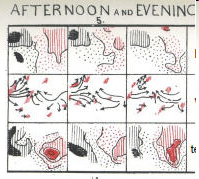 AFTERNOON AND EVENING
5.